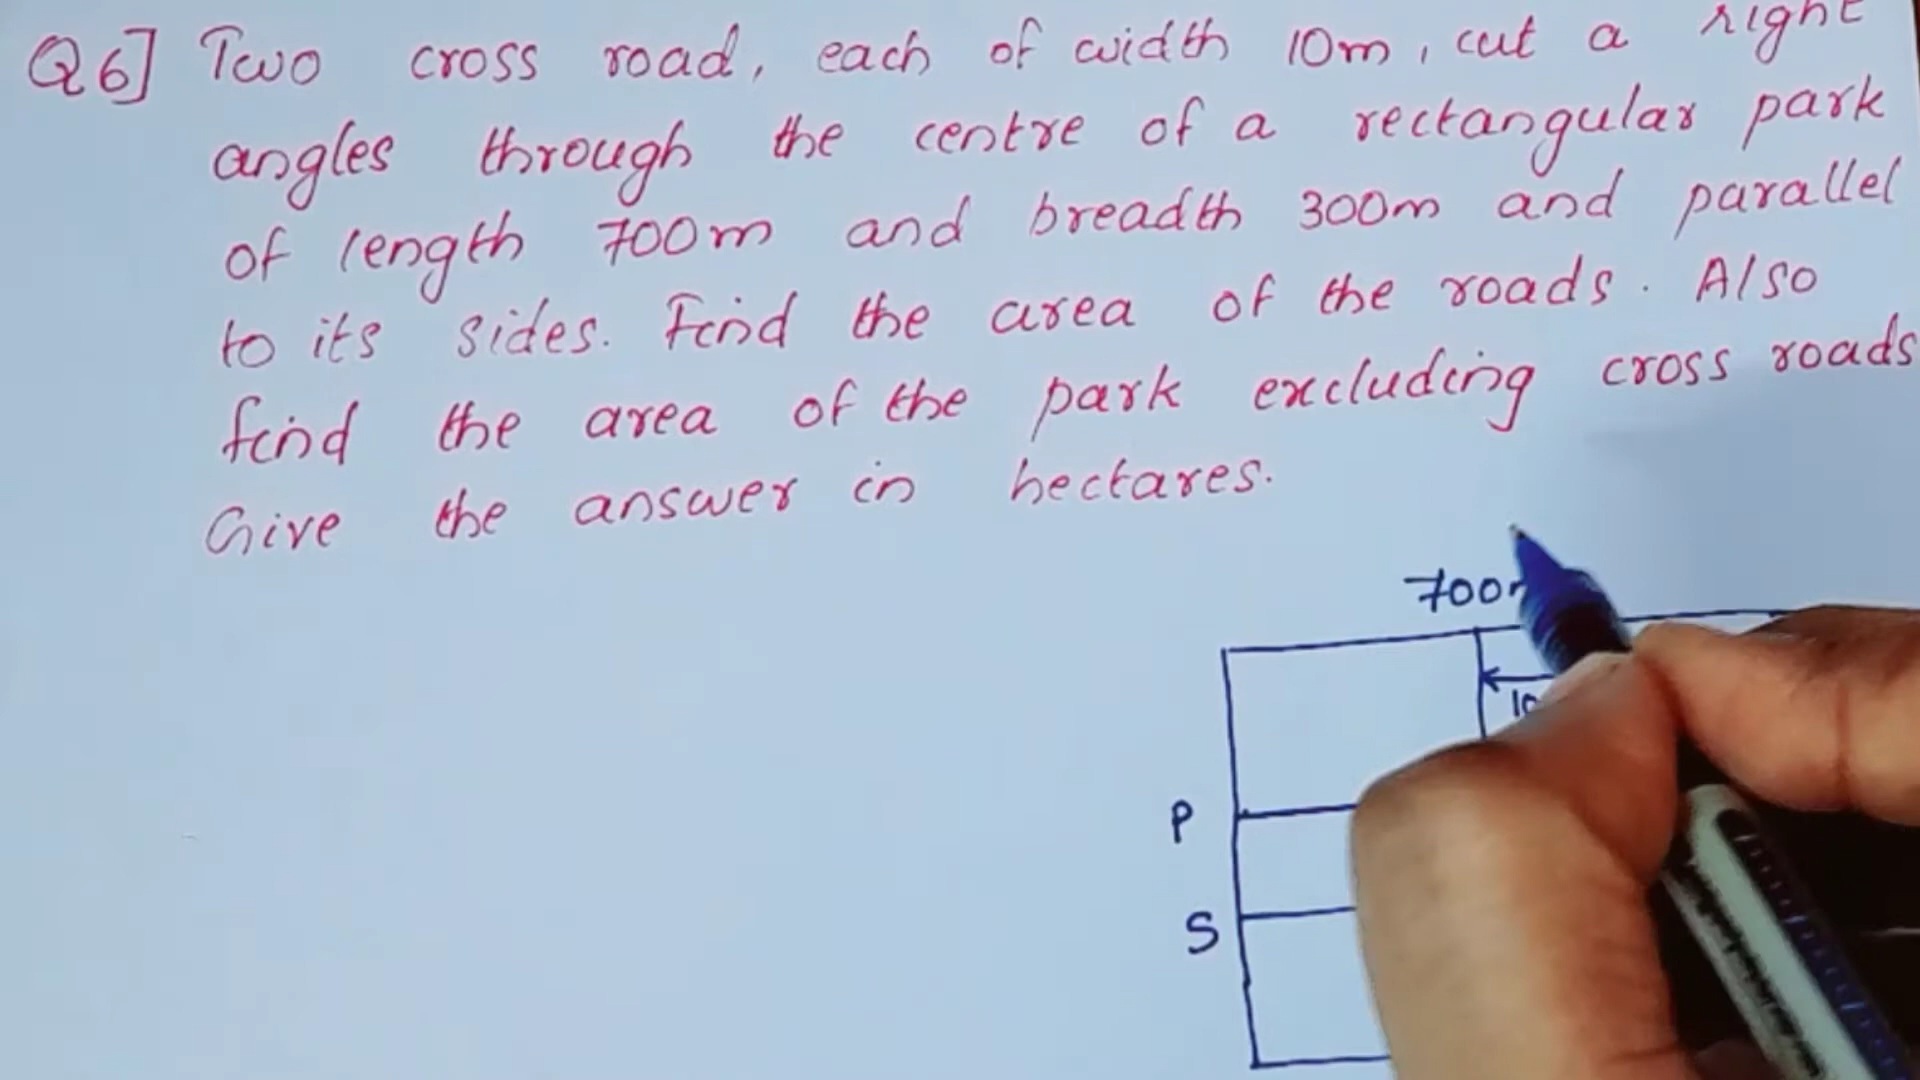 Q6] Two cross road, each of width 10m, cut a right
angles through the centre of a rectangular park
of length 700m and breadth 300m and parallel
to its sides. Find the area of the roads. Also
find the area of the park excluding cross roads
Give the answer in hectares.
700
P
S